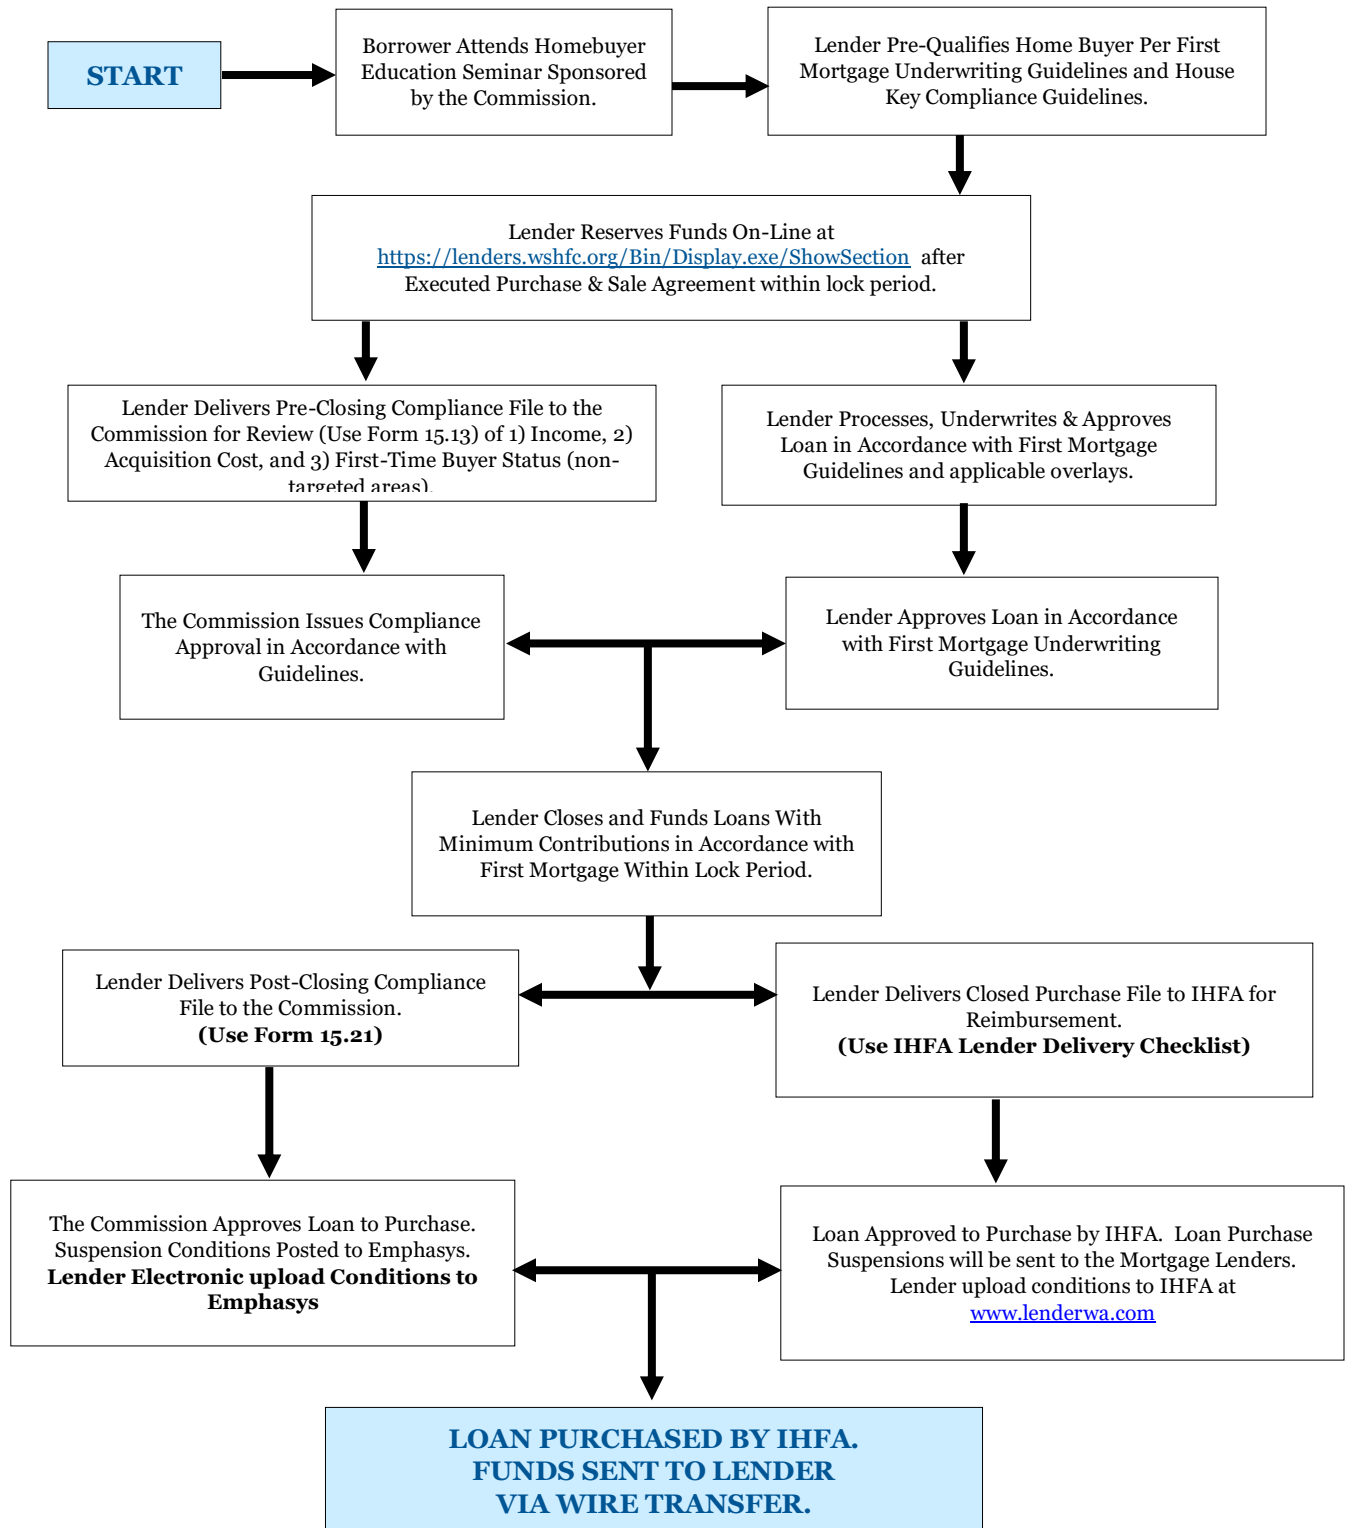 START
Borrower Attends Homebuyer
Education Seminar Sponsored
by the Commission.
Lender Pre-Qualifies Home Buyer Per First
Mortgage Underwriting Guidelines and House
Key Compliance Guidelines.
Lender Reserves Funds On-Line at
https://lenders.wshfc.org/Bin/Display.exe/ShowSection after
Executed Purchase & Sale Agreement within lock period.
Lender Delivers Pre-Closing Compliance File to the
Commission for Review (Use Form 15.13) of 1) Income, 2)
Acquisition Cost, and 3) First-Time Buyer Status (non-
targeted areas).
Lender Processes, Underwrites & Approves
Loan in Accordance with First Mortgage
Guidelines and applicable overlays.
The Commission Issues Compliance
Approval in Accordance with
Guidelines.
Lender Approves Loan in Accordance
with First Mortgage Underwriting
Guidelines.
Lender Closes and Funds Loans With
Minimum Contributions in Accordance with
First Mortgage Within Lock Period.
Lender Delivers Post-Closing Compliance
File to the Commission.
(Use Form 15.21)
Lender Delivers Closed Purchase File to IHFA for
Reimbursement.
(Use IHFA Lender Delivery Checklist)
The Commission Approves Loan to Purchase.
Suspension Conditions Posted to Emphasys.
Lender Electronic upload Conditions to
Emphasys
Loan Approved to Purchase by IHFA. Loan Purchase
Suspensions will be sent to the Mortgage Lenders.
Lender upload conditions to IHFA at
www.lenderwa.com
LOAN PURCHASED BY IHFA.
FUNDS SENT TO LENDER
VIA WIRE TRANSFER.